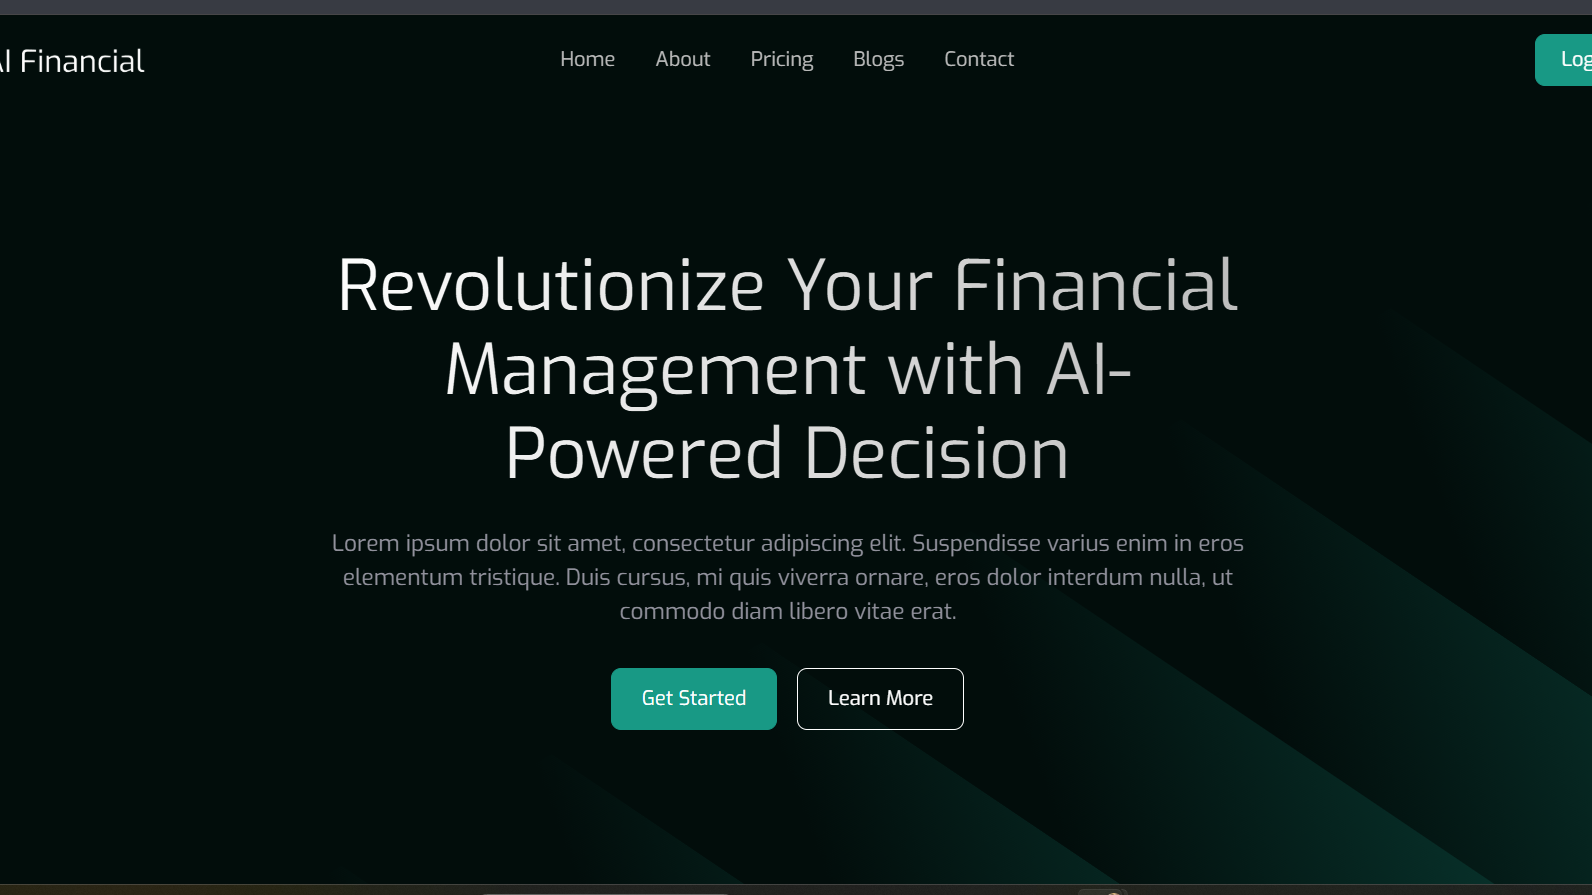 AI Financial
Home About Pricing Blogs Contact
Log
Revolutionize Your Financial
Management with AI-
Powered Decision
Lorem ipsum dolor sit amet, consectetur adipiscing elit. Suspendisse varius enim in eros
elementum tristique. Duis cursus, mi quis viverra ornare, eros dolor interdum nulla, ut
commodo diam libero vitae erat.
Get Started Learn More